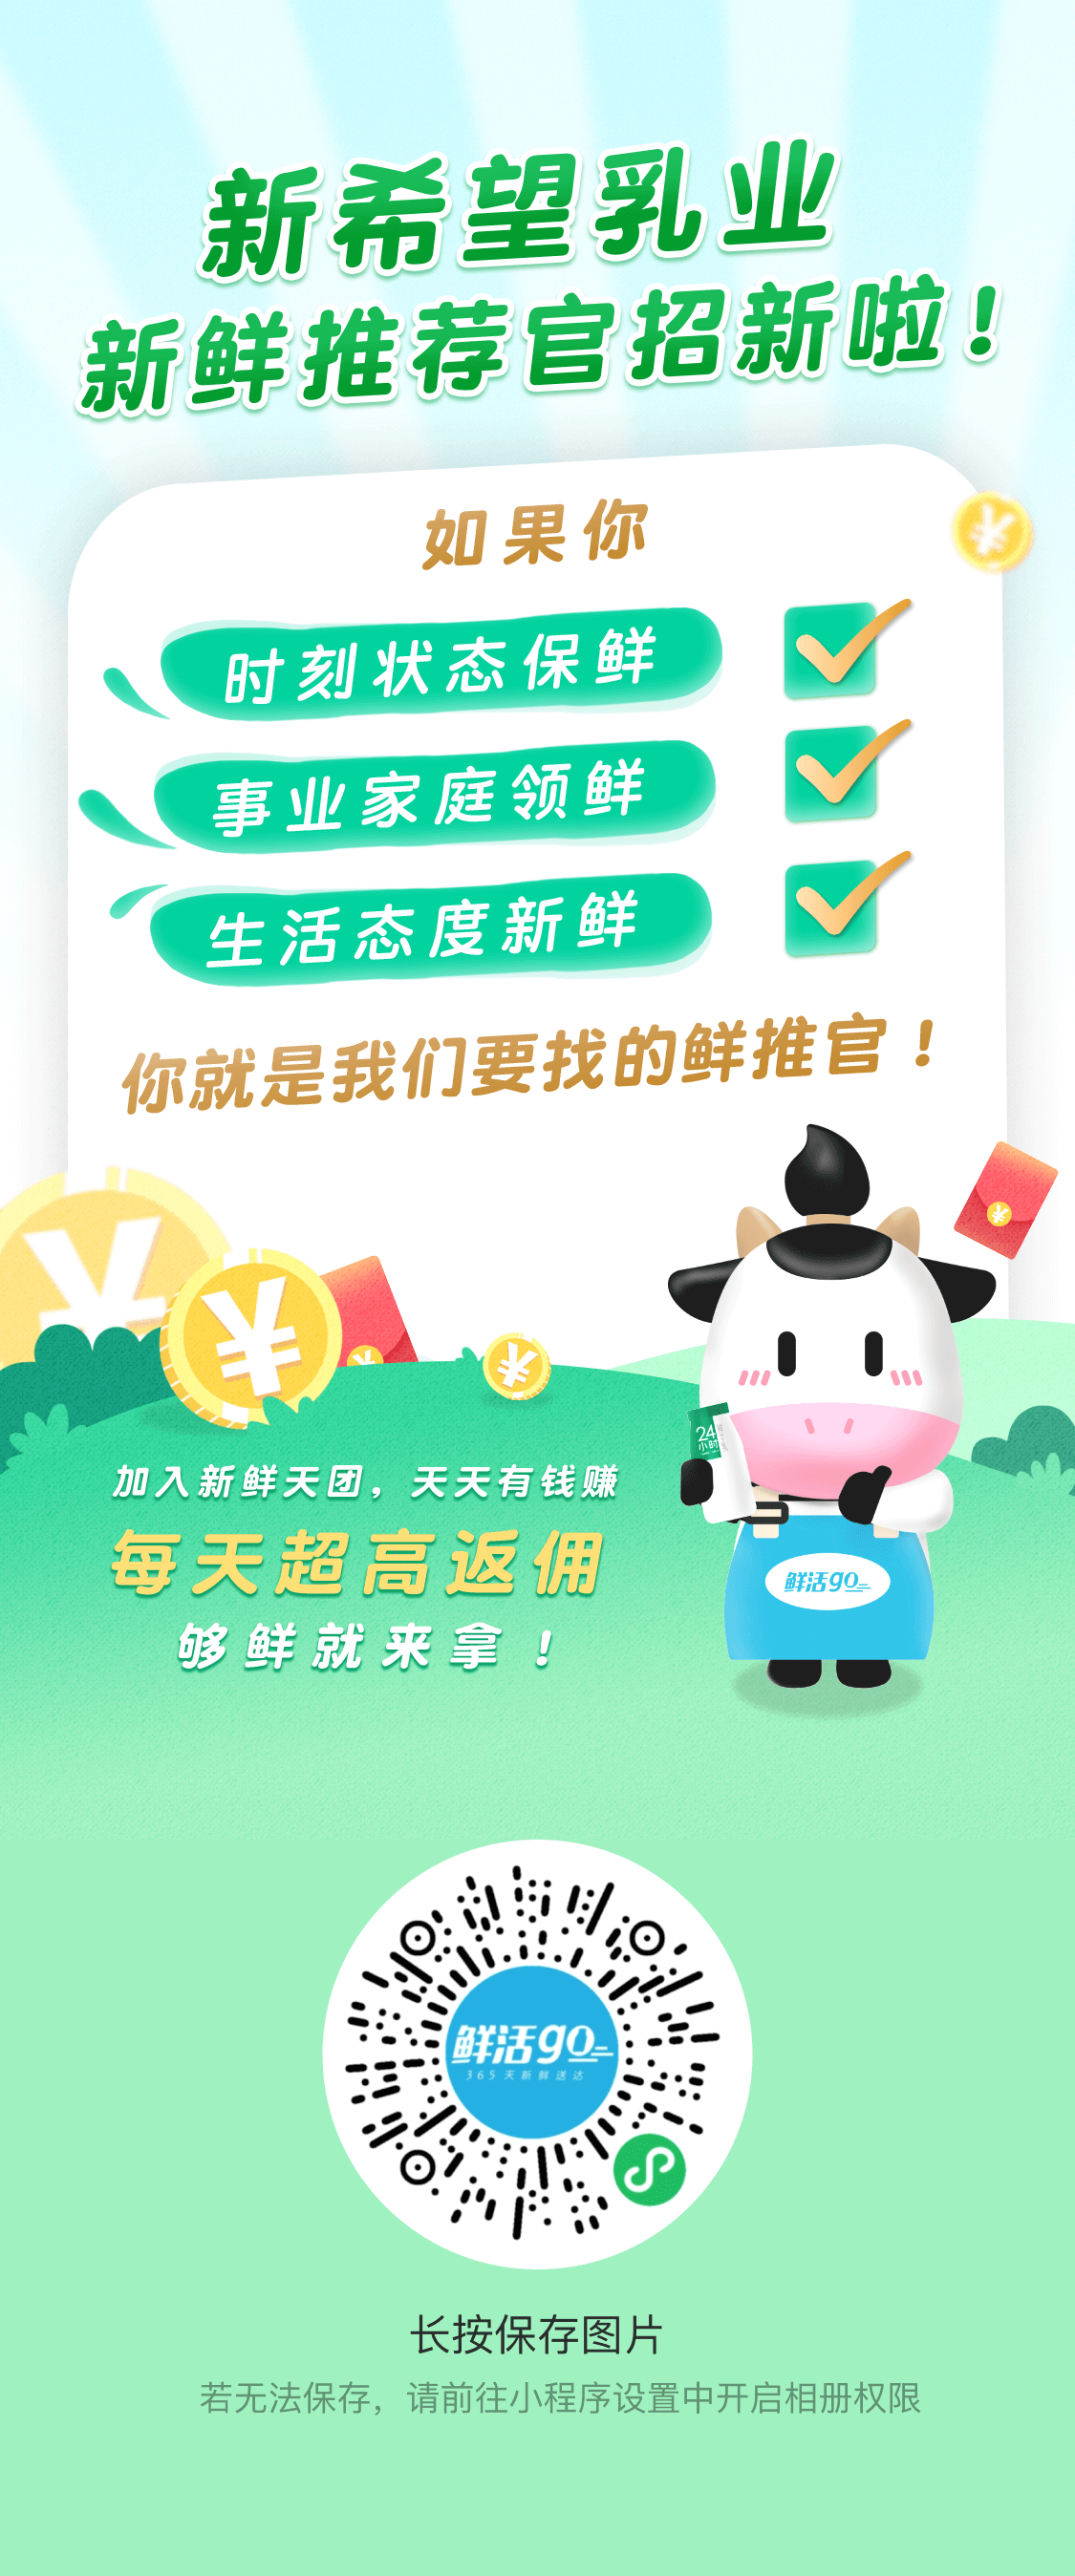 新希望乳业
新鲜推荐官招新啦！
如果你
时刻状态保鲜
事业家庭领鲜
生活态度新鲜
你就是我们要找的鲜推官！
24
小时
加入新鲜天团，天天有钱赚
每天超高返佣
够鲜就来拿！
鲜活go
鲜活go
365天新鲜送达
长按保存图片
若无法保存，请前往小程序设置中开启相册权限